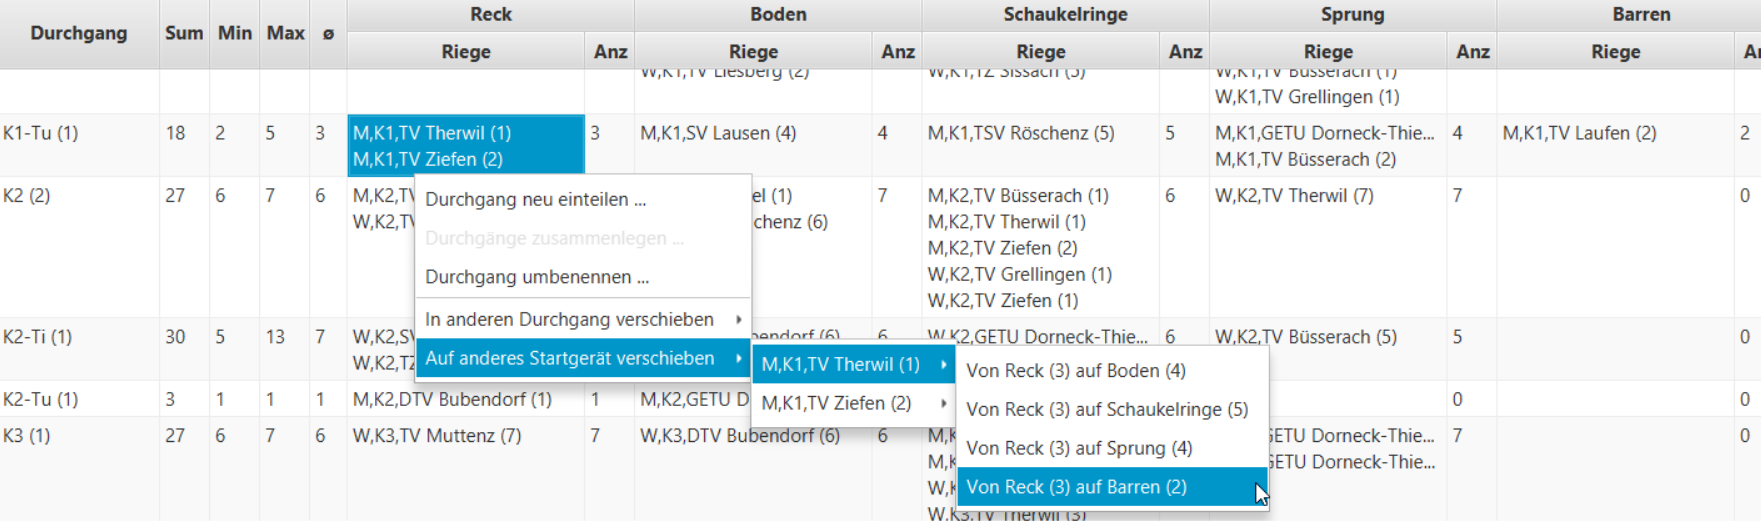 Durchgang Sum Min Max ø Reck Boden Schaukelringe Sprung Barren
Riege Anz Riege Anz Riege Anz Riege Anz Riege
W,K1,TV Liesberg (2) W,K1,TZ Sissach (5) W,K1,TV Büsserach (1)
W,K1,TV Grellingen (1)
K1-Tu (1) 18 2 5 3 M,K1,TV Therwil (1) 3 M,K1,SV Lausen (4) 4 M,K1,TSV Röschenz (5) 5 M,K1,GETU Dorneck-Thie... 4 M,K1,TV Laufen (2) 2
M,K1,TV Ziefen (2) M,K1,TV Büsserach (2)
K2 (2) 27 6 7 6 M,K2,TV el (1) 7 M,K2,TV Büsserach (1) 6 W,K2,TV Therwil (7) 7 0
W,K2,TV chenz (6) M,K2,TV Therwil (1)
M,K2,TV Ziefen (2)
W,K2,TV Grellingen (1)
W,K2,TV Ziefen (1)
Durchgang neu einteilen ...
Durchgänge zusammenlegen ...
Durchgang umbenennen ...
In anderen Durchgang verschieben
Auf anderes Startgerät verschieben
K2-Ti (1) 30 5 13 7 W,K2,SV bendorf (6) 6 W,K2,GETU Dorneck-Thie... 6 W,K2,TV Büsserach (5) 5 0
W,K2,TZ
M,K1,TV Therwil (1)
M,K1,TV Ziefen (2)
Von Reck (3) auf Boden (4)
Von Reck (3) auf Schaukelringe (5)
Von Reck (3) auf Sprung (4)
Von Reck (3) auf Barren (2)
K2-Tu (1) 3 1 1 1 M,K2,DTV Bubendorf (1) 1 M,K2,GETU D 0 0
K3 (1) 27 6 7 6 W,K3,TV Muttenz (7) 7 W,K3,DTV Bubendorf (6) 6 GETU Dorneck-Thie... 7 0
GETU Dorneck-Thie...
W,K3,TV Therwil (3)